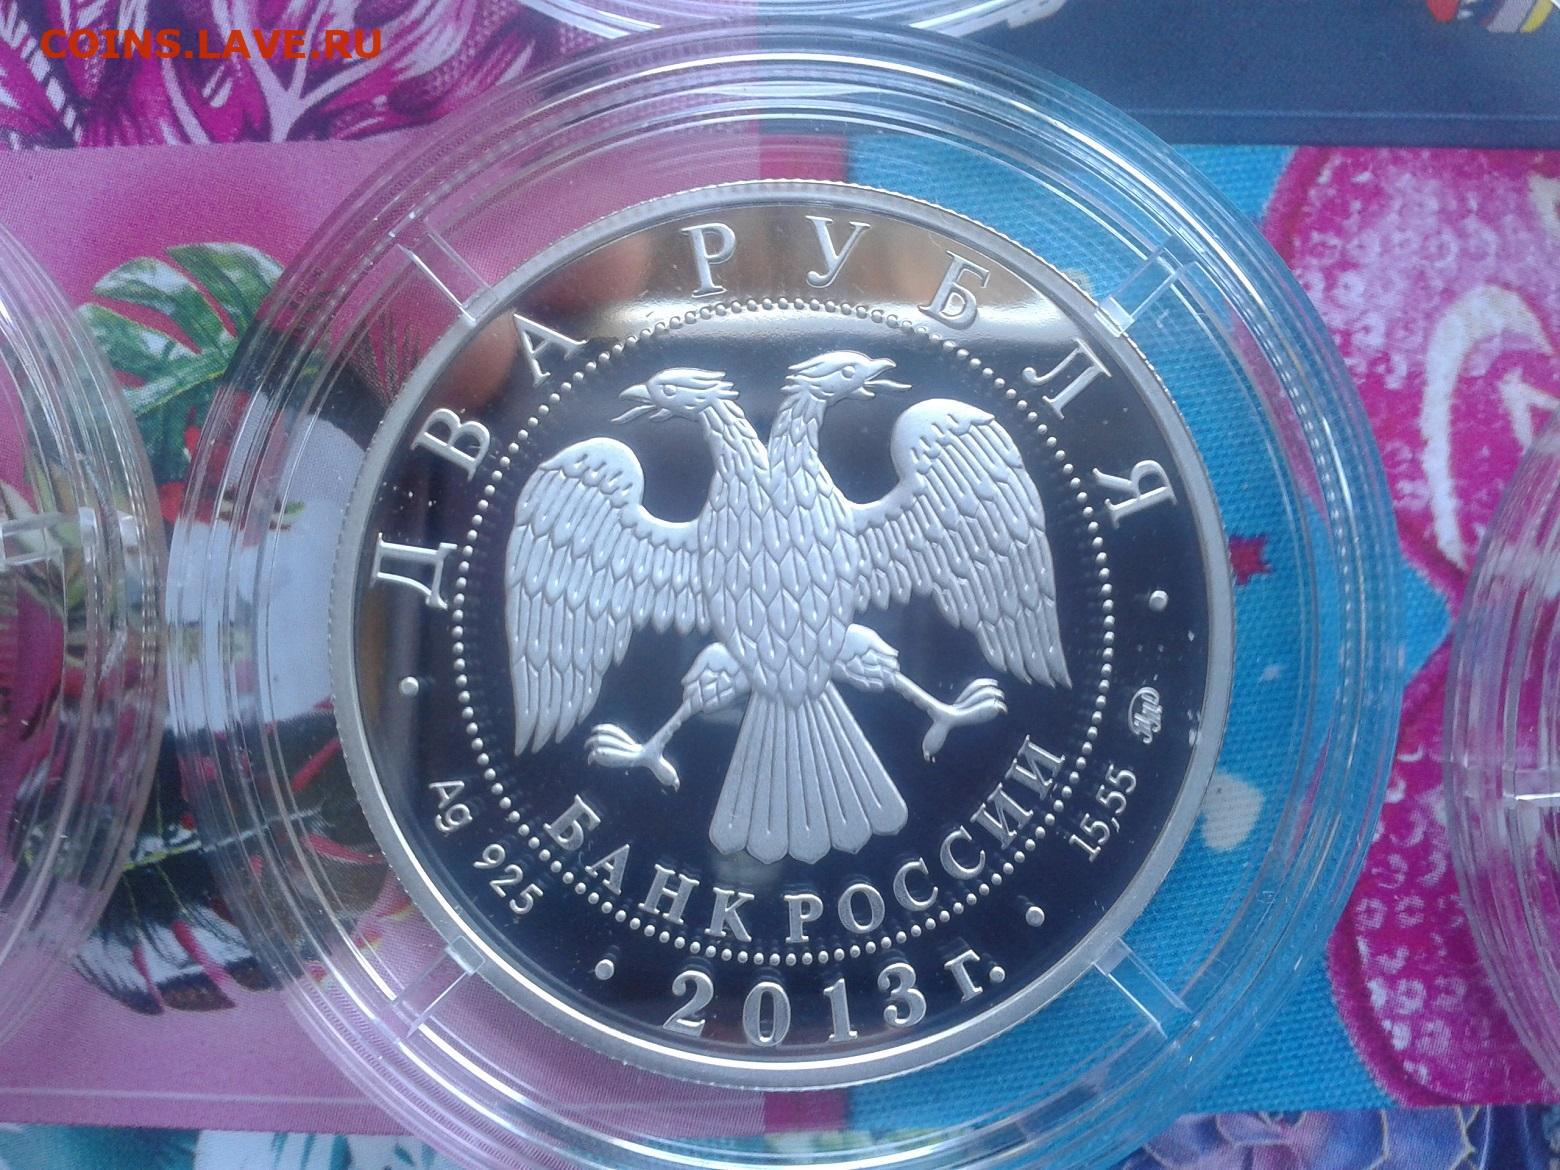 COINS.LAVE.RU
ДВА РУБЛЯ
Ag 925
БАНК РОССИИ
15,55
• 2013 г. •